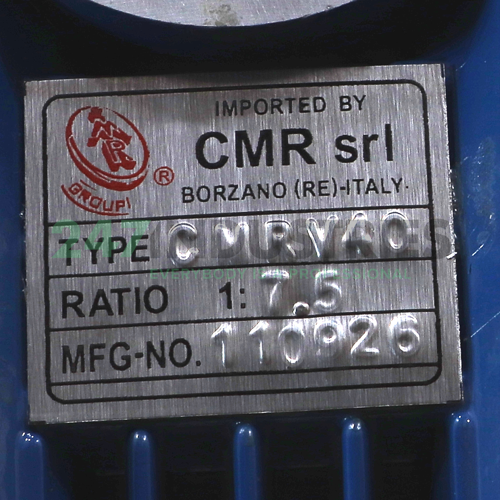 IMPORTED BY
CMR srl
BORZANO (RE)-ITALY.
GROUP ®
TYPE CMRV40
RATIO 1: 7.5
MFG-NO. 110926